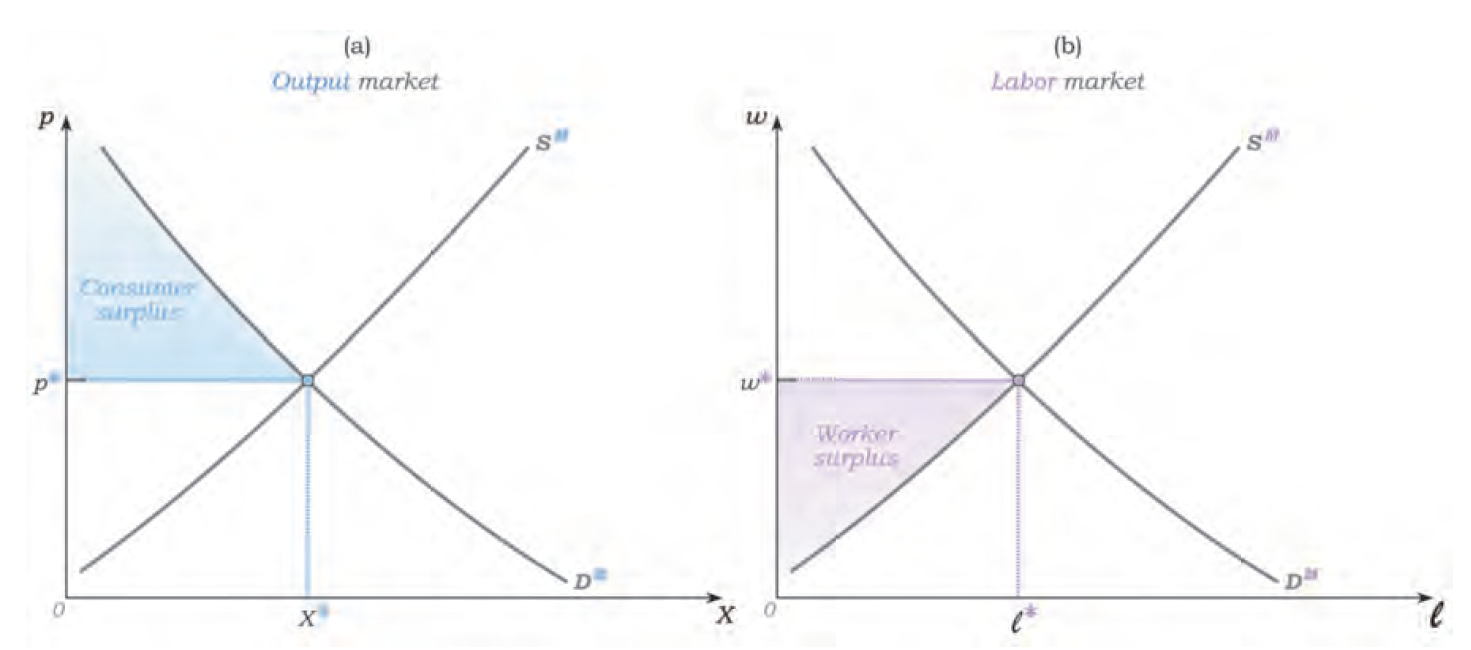 (a)
Output market
p
S^M
Consumer
surplus
p*
D^M
0
X*
X
(b)
Labor market
w
S^M
w*
Worker
surplus
D^M
0
ℓ*
ℓ